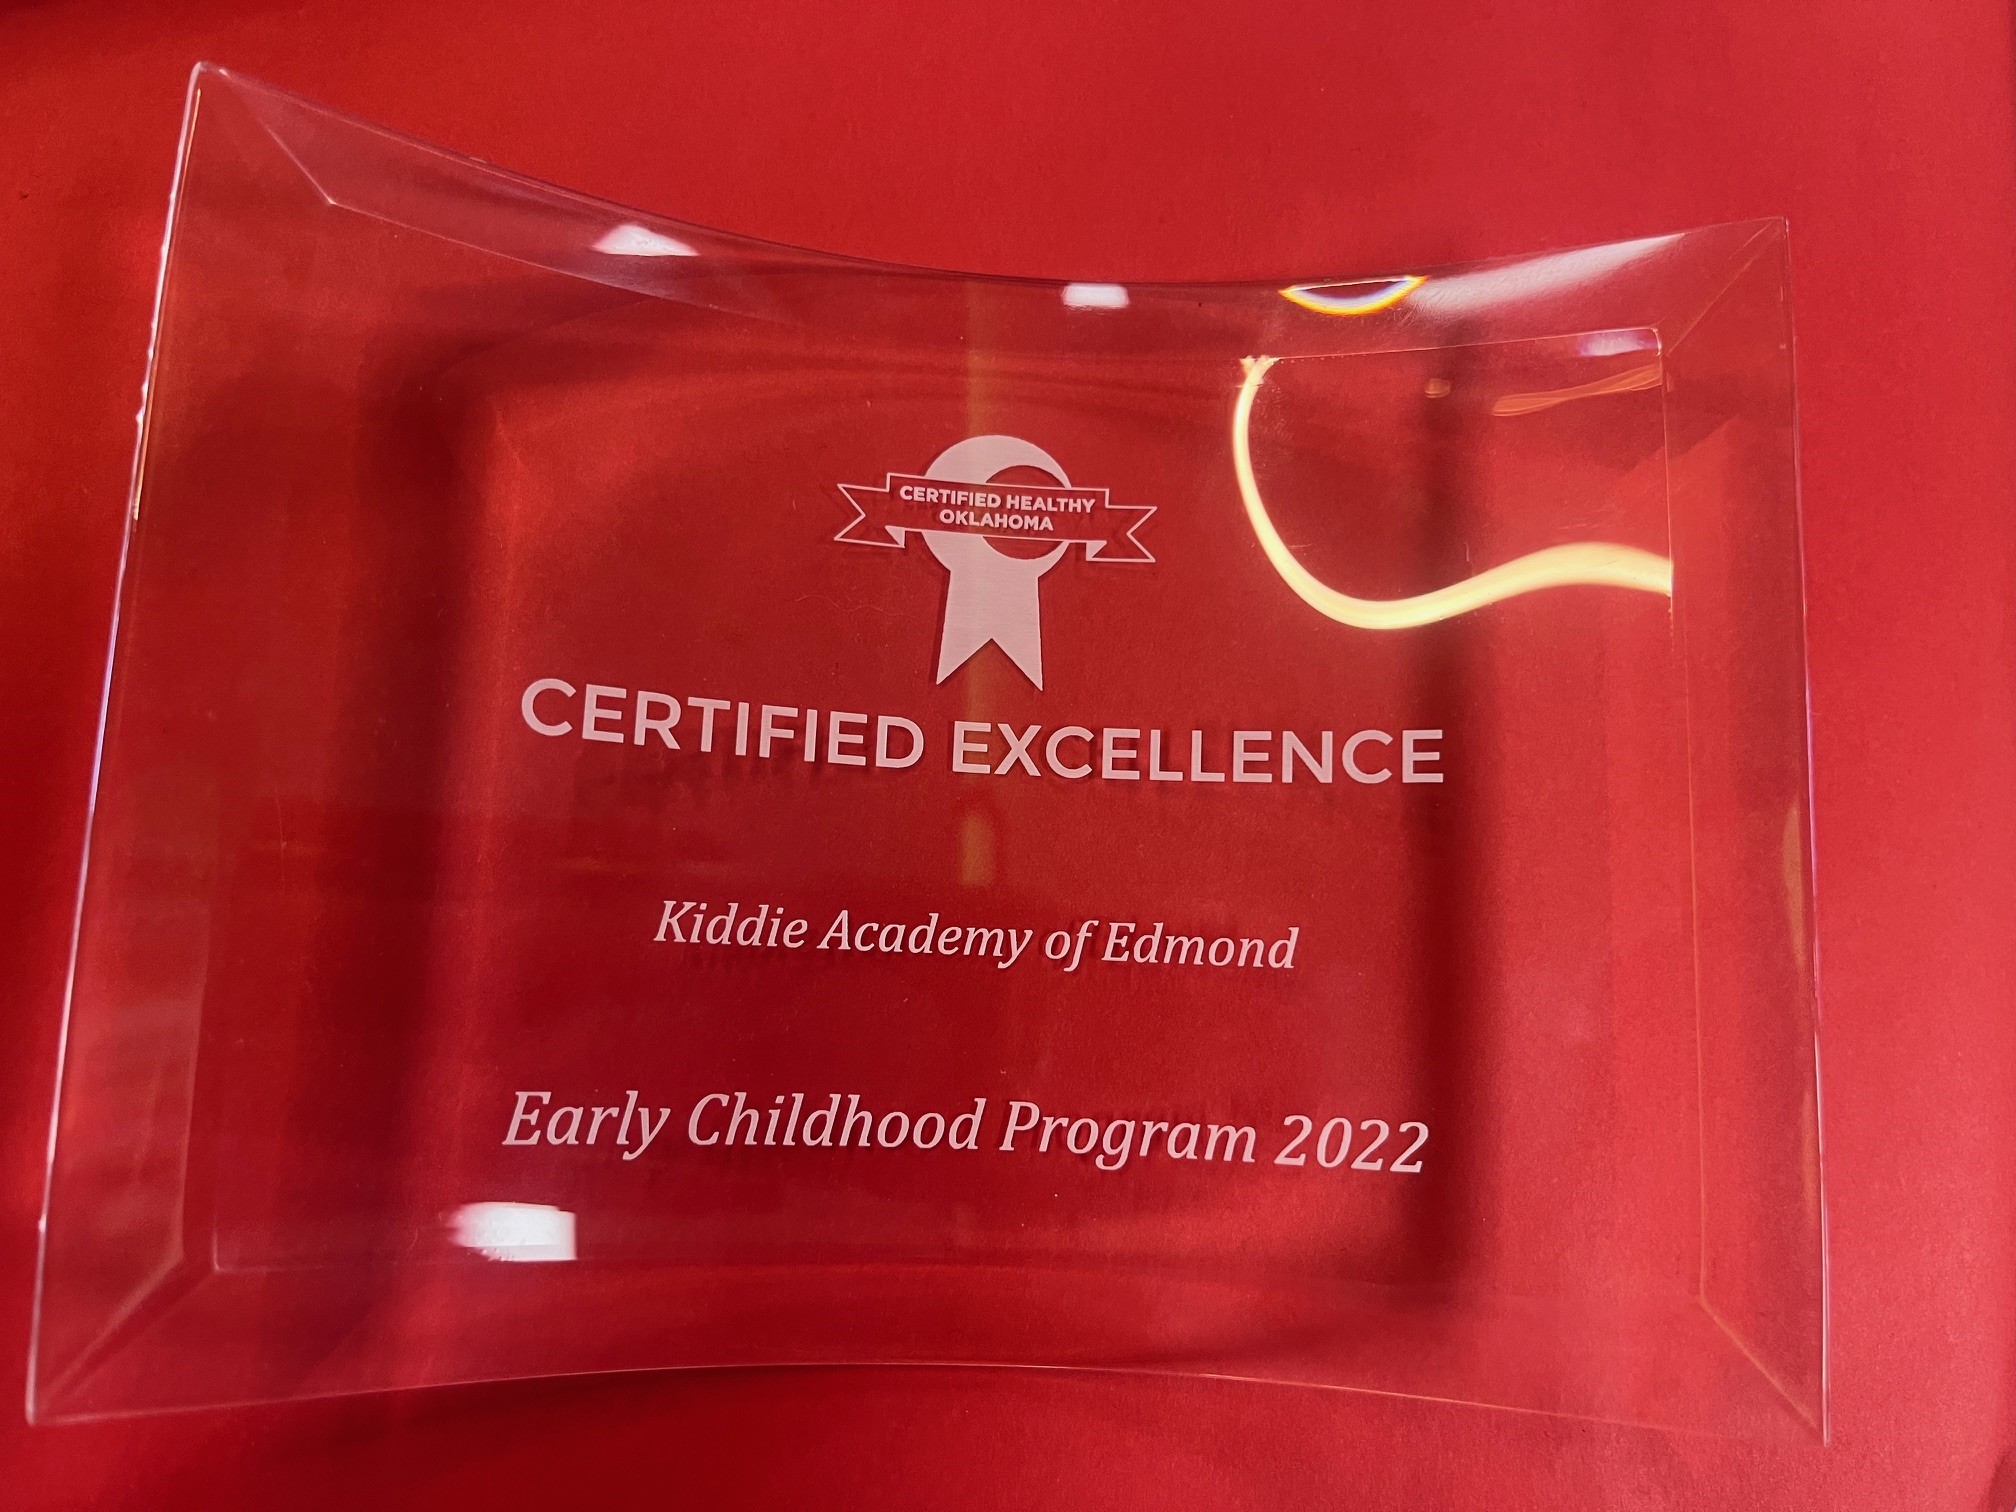 CERTIFIED HEALTHY
OKLAHOMA
CERTIFIED EXCELLENCE
Kiddie Academy of Edmond
Early Childhood Program 2022